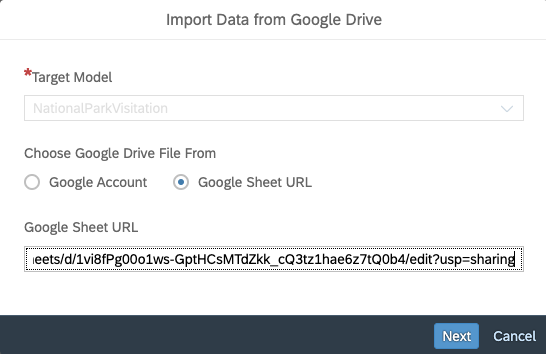 Import Data from Google Drive
*Target Model
NationalParkVisitation
Choose Google Drive File From
Google Account
Google Sheet URL
Google Sheet URL
eets/d/1vi8fPg00o1ws-GptHCsMTdZkk_cQ3tz1hae6z7tQ0b4/edit?usp=sharing
Next
Cancel